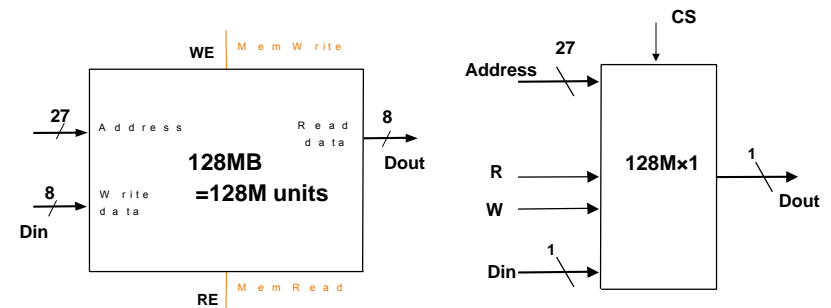 WE
Mem Write
27
Address
Read
data
8
Dout
128MB
=128M units
8
Write
data
Din
RE
Mem Read
CS
27
Address
128M×1
R
W
1
Din
1
Dout